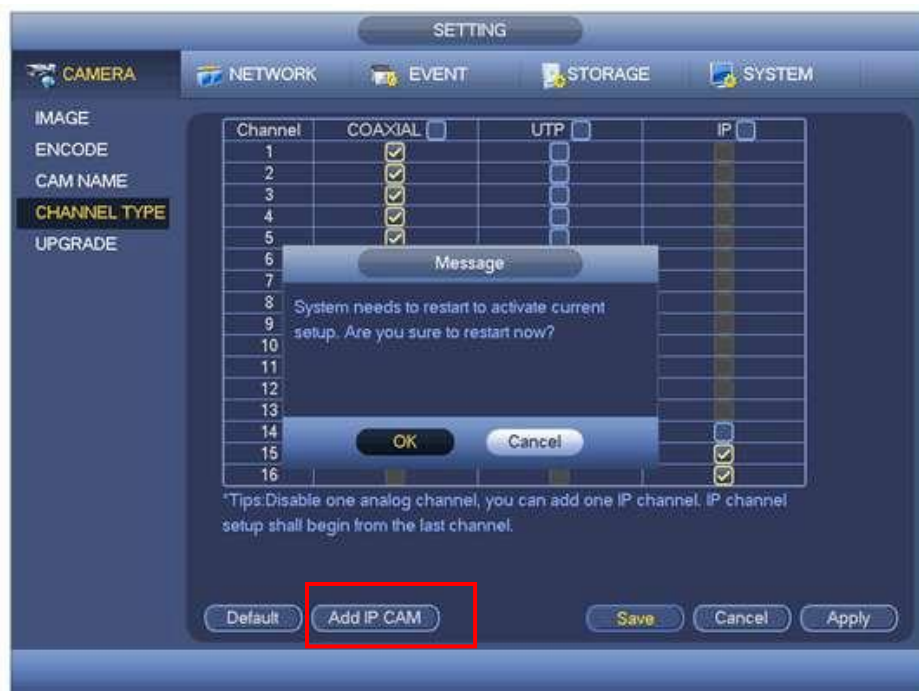 SETTING
CAMERA NETWORK EVENT STORAGE SYSTEM
IMAGE
ENCODE
CAM NAME
CHANNEL TYPE
UPGRADE
Channel COAXIAL UTP IP
1
2
3
4
5
6
7
8
9
10
11
12
13
14
15
16
Message
System needs to restart to activate current
setup. Are you sure to restart now?
OK Cancel
*Tips:Disable one analog channel, you can add one IP channel. IP channel
setup shall begin from the last channel.
Default Add IP CAM Save Cancel Apply